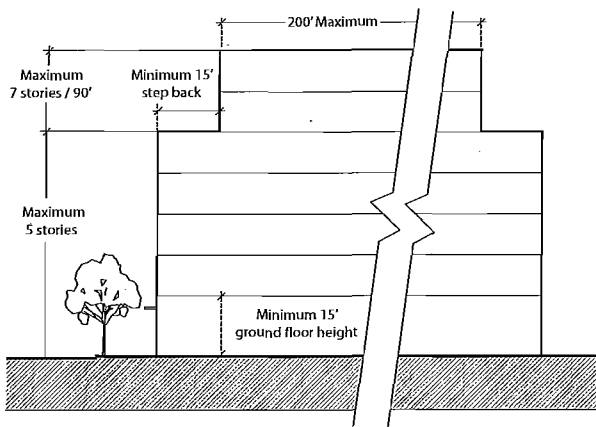 200' Maximum
Maximum
7 stories / 90'
Minimum 15'
step back
Maximum
5 stories
Minimum 15'
ground floor height